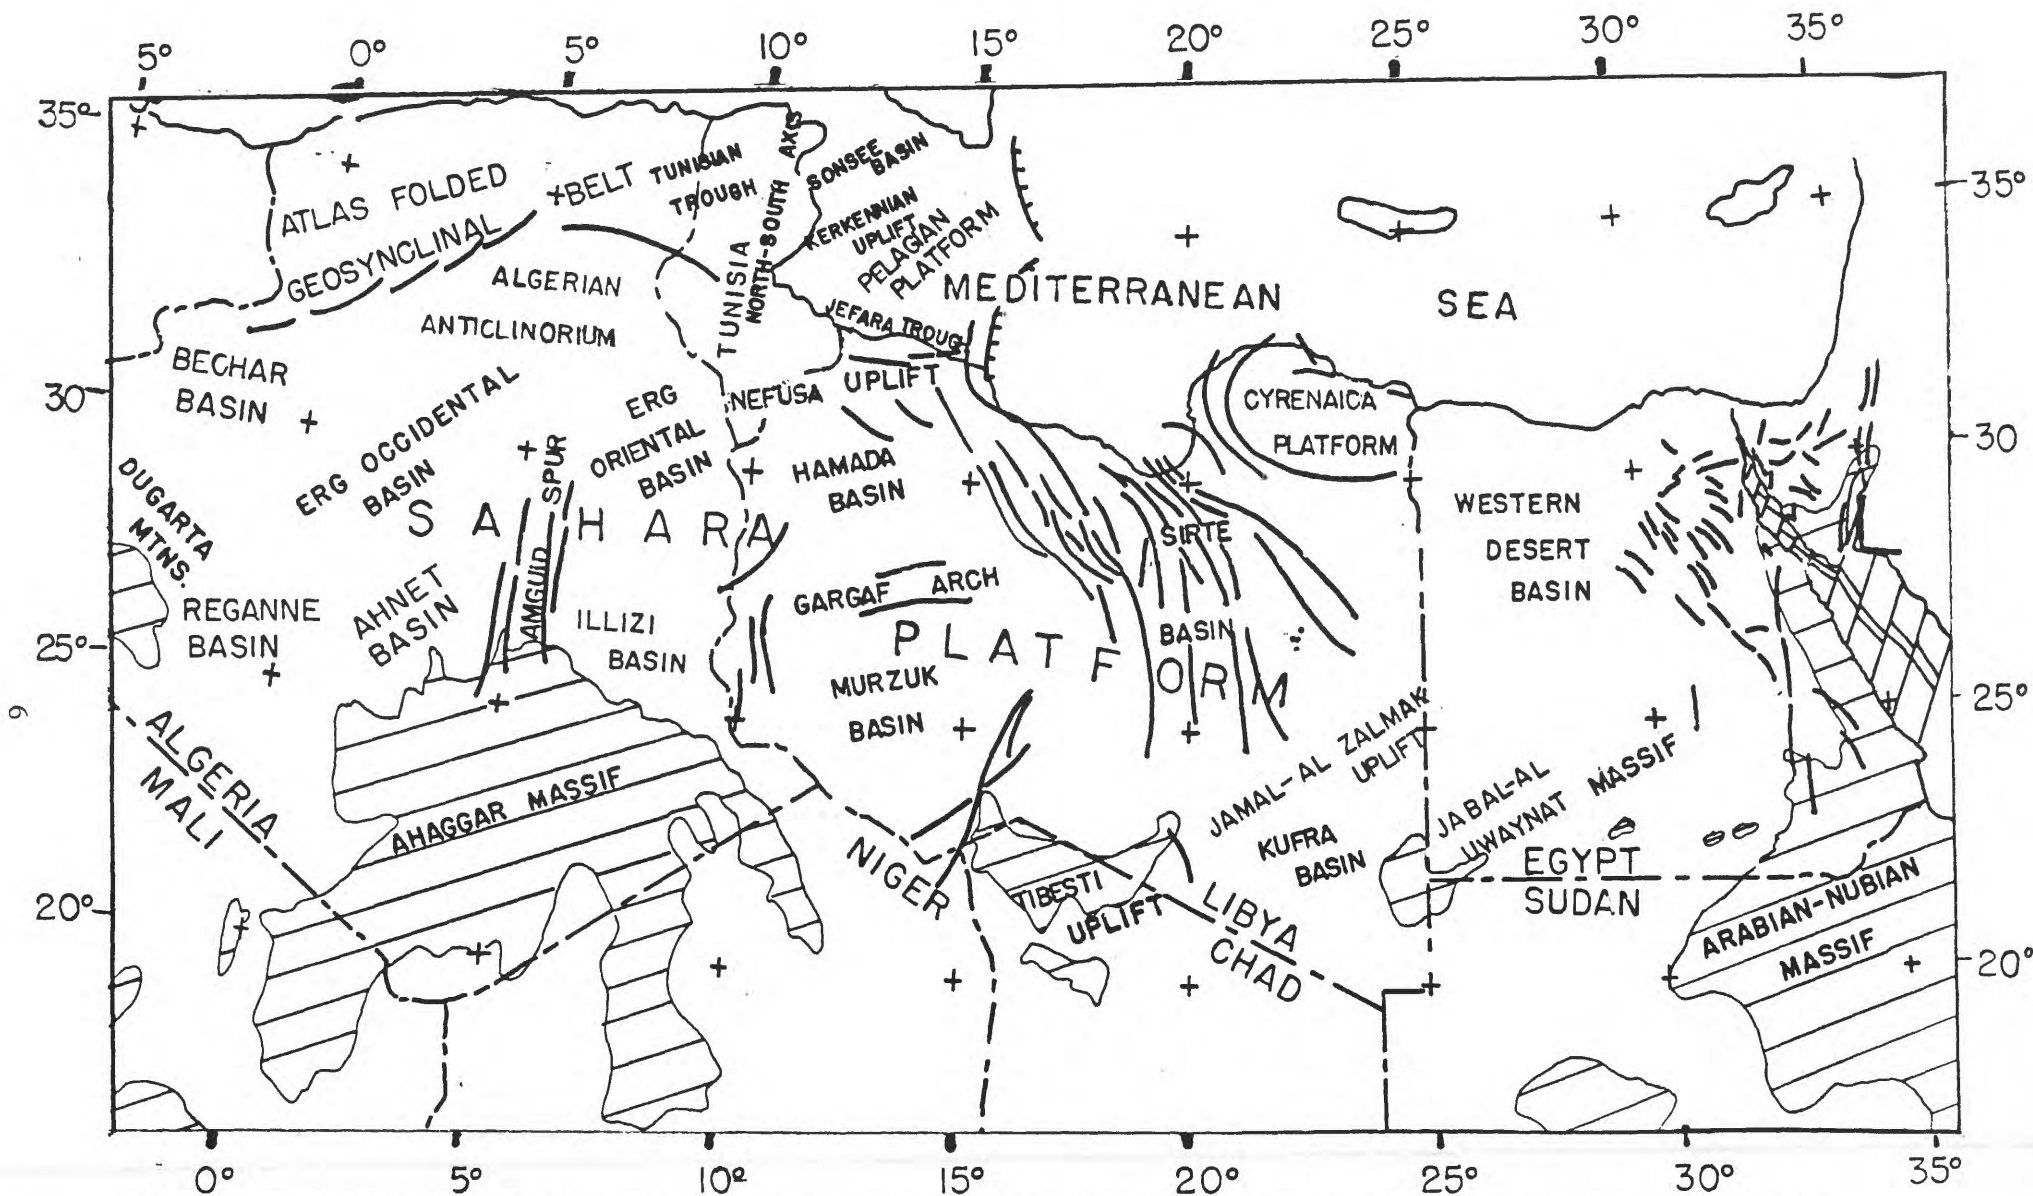 5° 0° 5° 10° 15° 20° 25° 30° 35°
35°
ATLAS FOLDED
BELT
GEOSYNCLINAL
TUNISIAN
TROUGH
NORTH-SOUTH AXIS
TUNISIA
SONSEE
BASIN
KERKENNIAN
UPLIFT
PELAGIAN
PLATFORM
35°
MEDITERRANEAN SEA
ALGERIAN
ANTICLINORIUM
JEFARA TROUG
BECHAR
BASIN
30°
NEFUSA UPLIFT
CYRENAICA
PLATFORM
30
ERG OCCIDENTAL
BASIN
ERG
ORIENTAL
BASIN
HAMADA
BASIN
DUGARTA
MTNS.
SAHARA
AMGUID SPUR
SIRTE
BASIN
WESTERN
DESERT
BASIN
GARGAF ARCH
REGANNE
BASIN
AHNET
BASIN
ILLIZI
BASIN
25°
PLATFORM
MURZUK
BASIN
25°
6
ALGERIA
MALI
AHAGGAR MASSIF
JAMAL-AL ZALMAK
UPLIFT
JABAL-AL
UWAYNAT MASSIF
KUFRA
BASIN
NIGER
TIBESTI
UPLIFT
LIBYA
CHAD
EGYPT
SUDAN
20°
ARABIAN-NUBIAN
MASSIF
20°
0° 5° 10° 15° 20° 25° 30° 35°